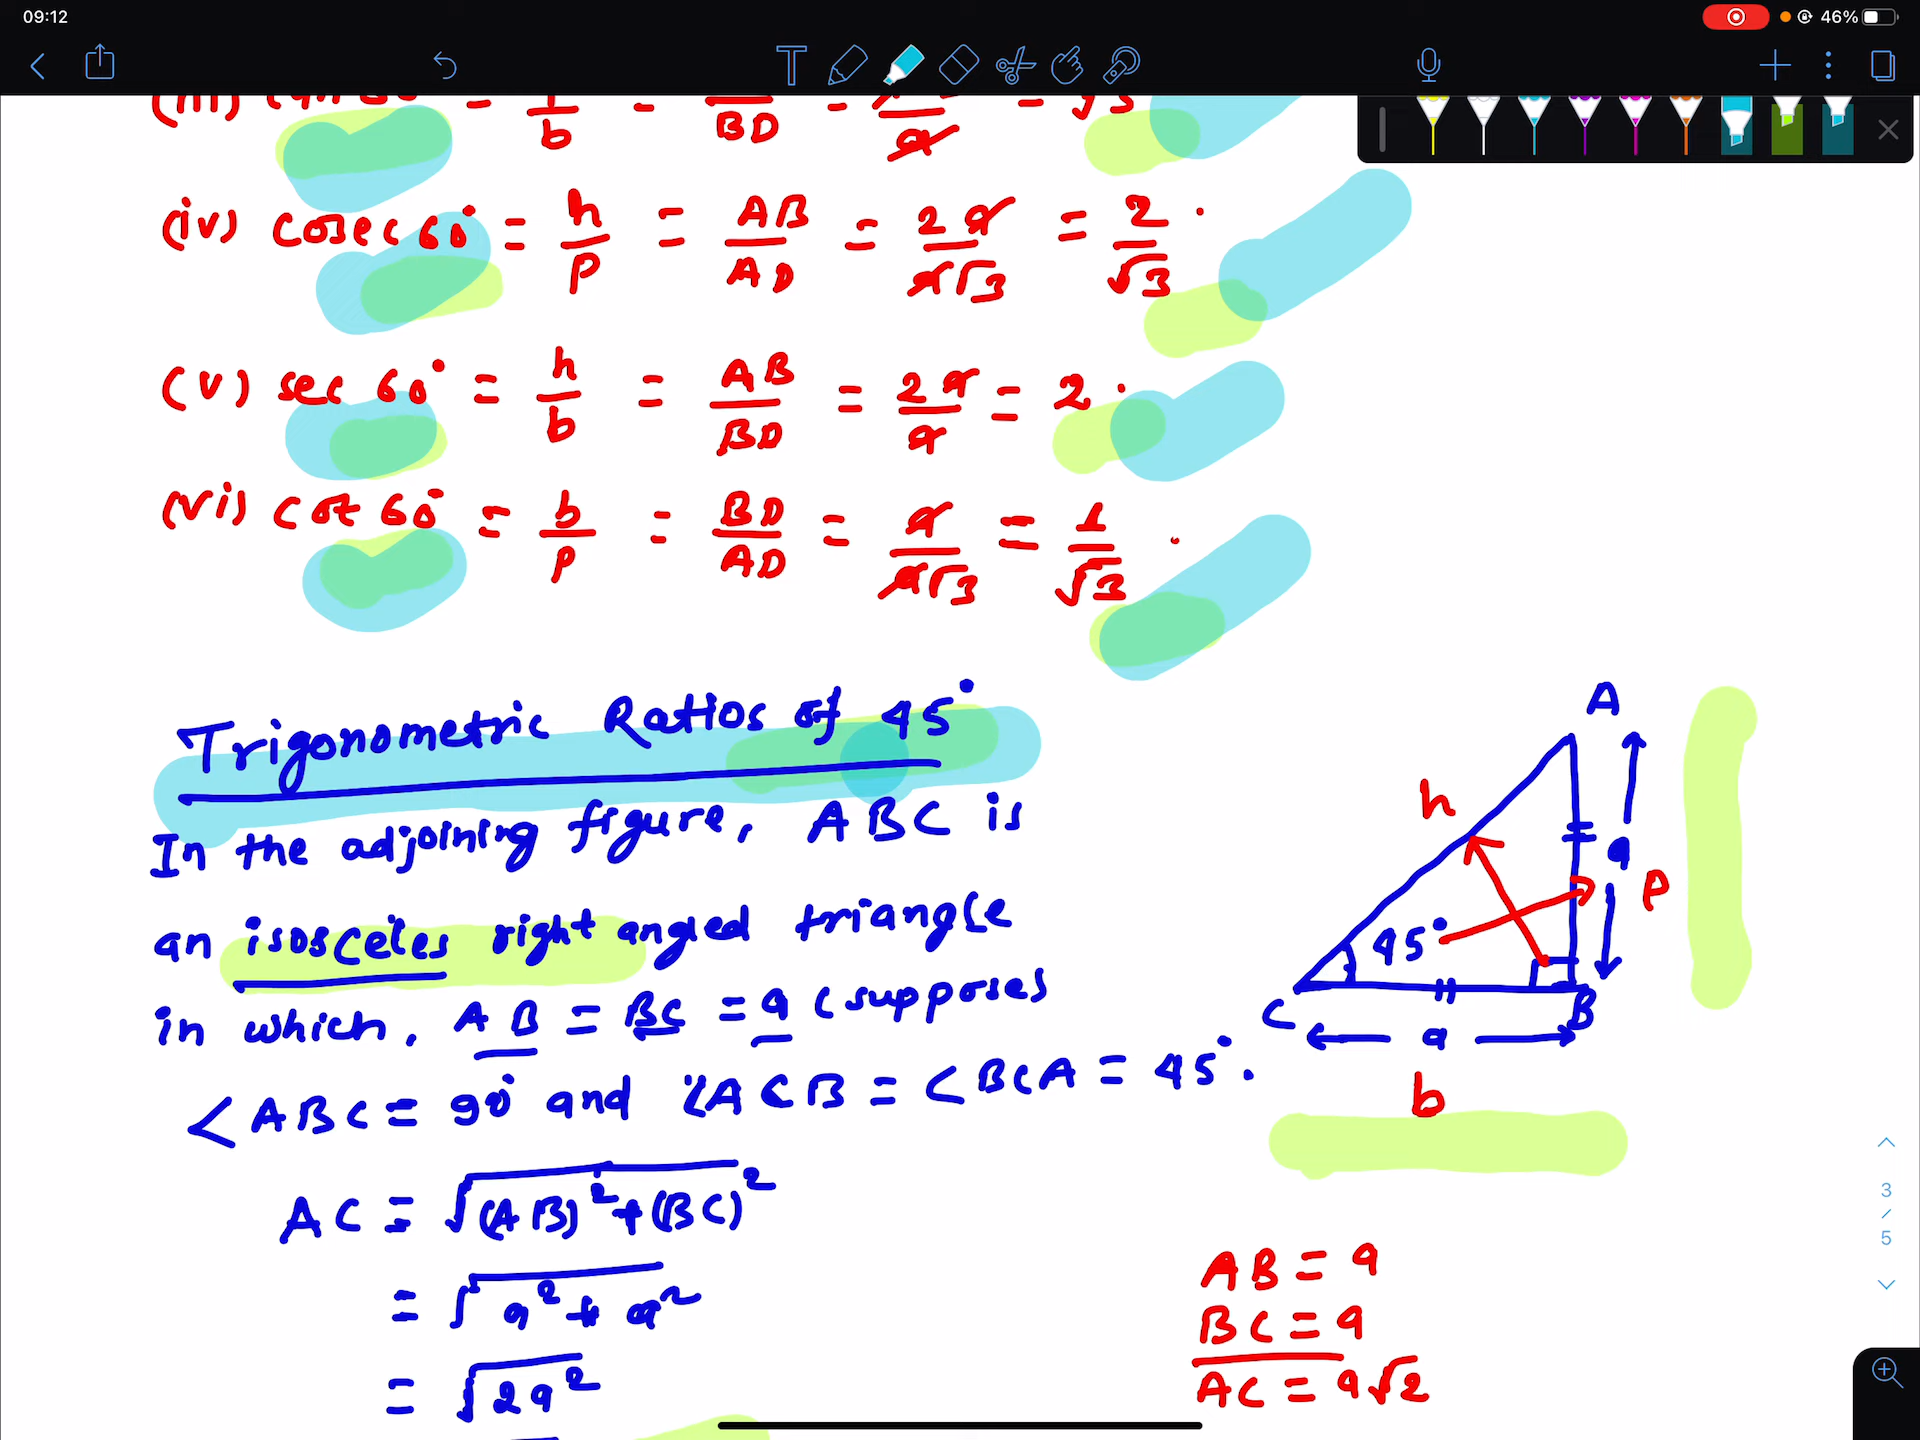 09:12
46%
(iv) cosec 60° = h/p = AB/AD = 2a/a√3 = 2/√3.
(v) sec 60° = h/b = AB/BD = 2a/a = 2.
(vi) cot 60° = b/p = BD/AD = a/a√3 = 1/√3.
Trigonometric Ratios of 45°
In the adjoining figure, ABC is
an isosceles right angled triangle
in which, AB = BC = a (supposes
<ABC = 90° and <ACB = <BCA = 45°.
AC = √(AB)²+(BC)²
= √a² + a²
= √2a²
A
h
a
p
45°
C
B
a
b
AB = a
BC = a
AC = a√2
3
/
5